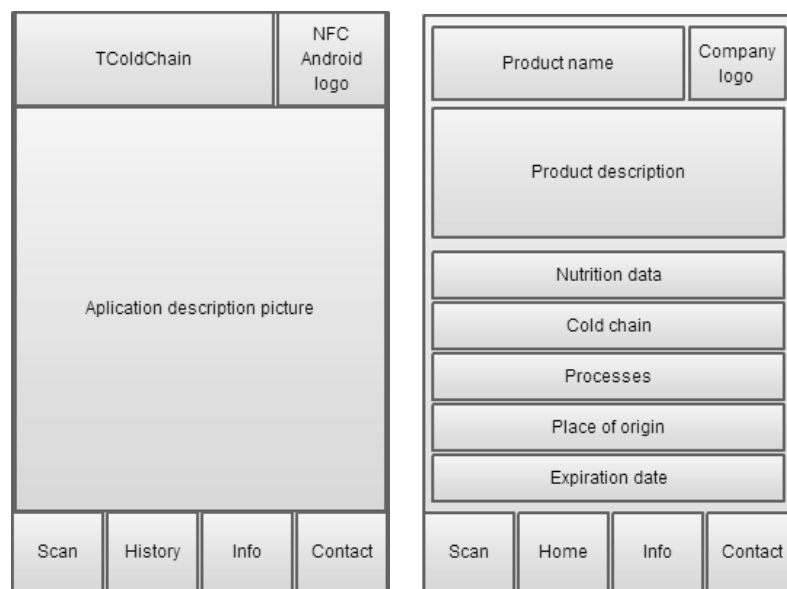 TColdChain
NFC
Android
logo
Aplication description picture
Scan
History
Info
Contact
Product name
Company
logo
Product description
Nutrition data
Cold chain
Processes
Place of origin
Expiration date
Scan
Home
Info
Contact